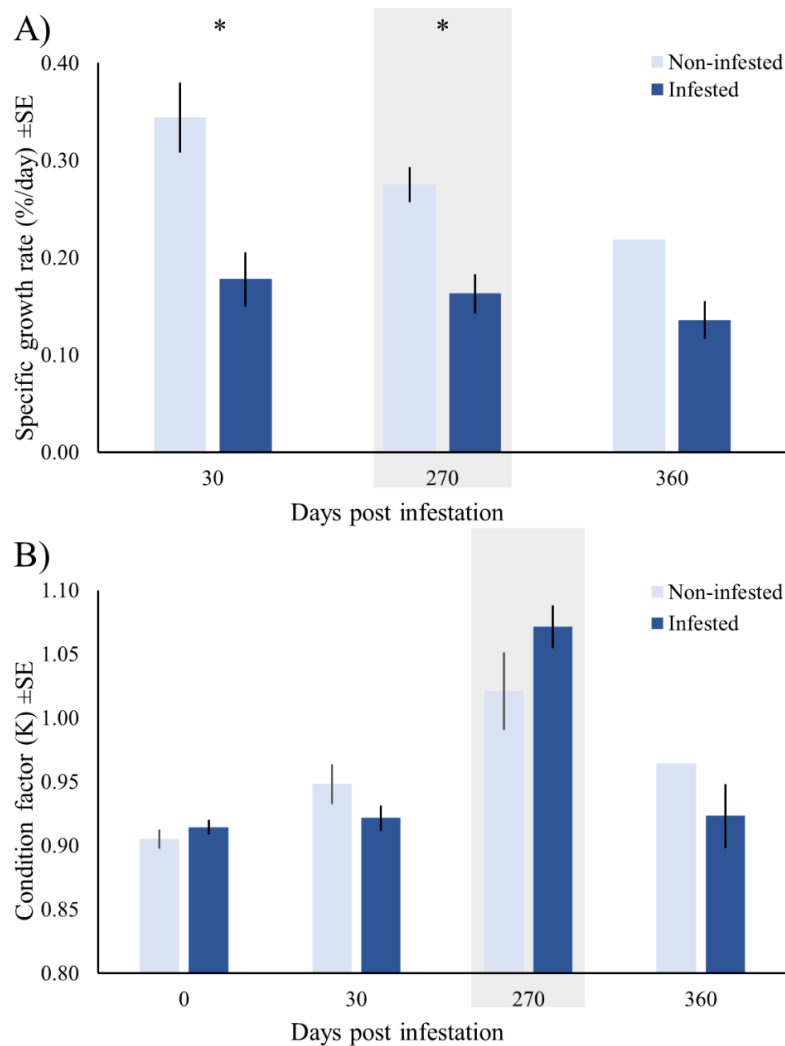 A)
*
*
Non-infested
Infested
Specific growth rate (%/day) ±SE
0.40
0.30
0.20
0.10
0.00
30
270
360
Days post infestation
B)
Non-infested
Infested
Condition factor (K) ±SE
1.10
1.05
1.00
0.95
0.90
0.85
0.80
0
30
270
360
Days post infestation